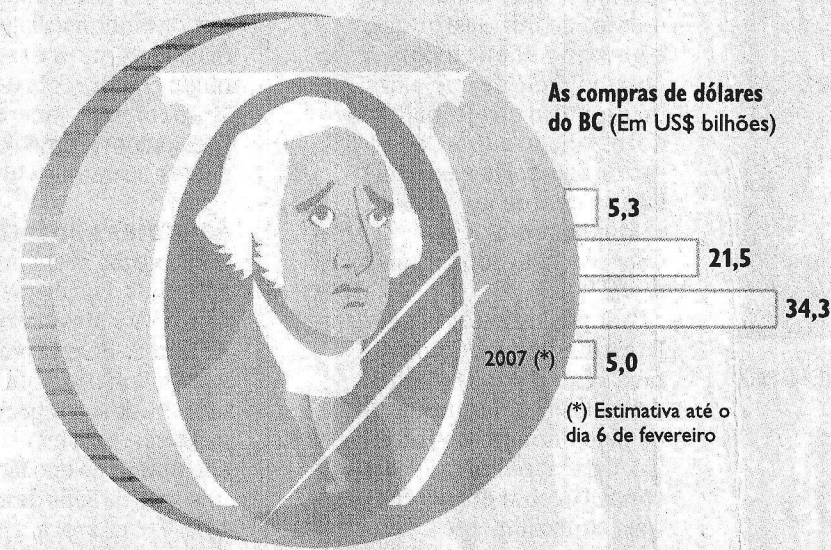 As compras de dólares
do BC (Em US$ bilhões)
5,3
21,5
34,3
2007 (*) 5,0
(*) Estimativa até o
dia 6 de fevereiro